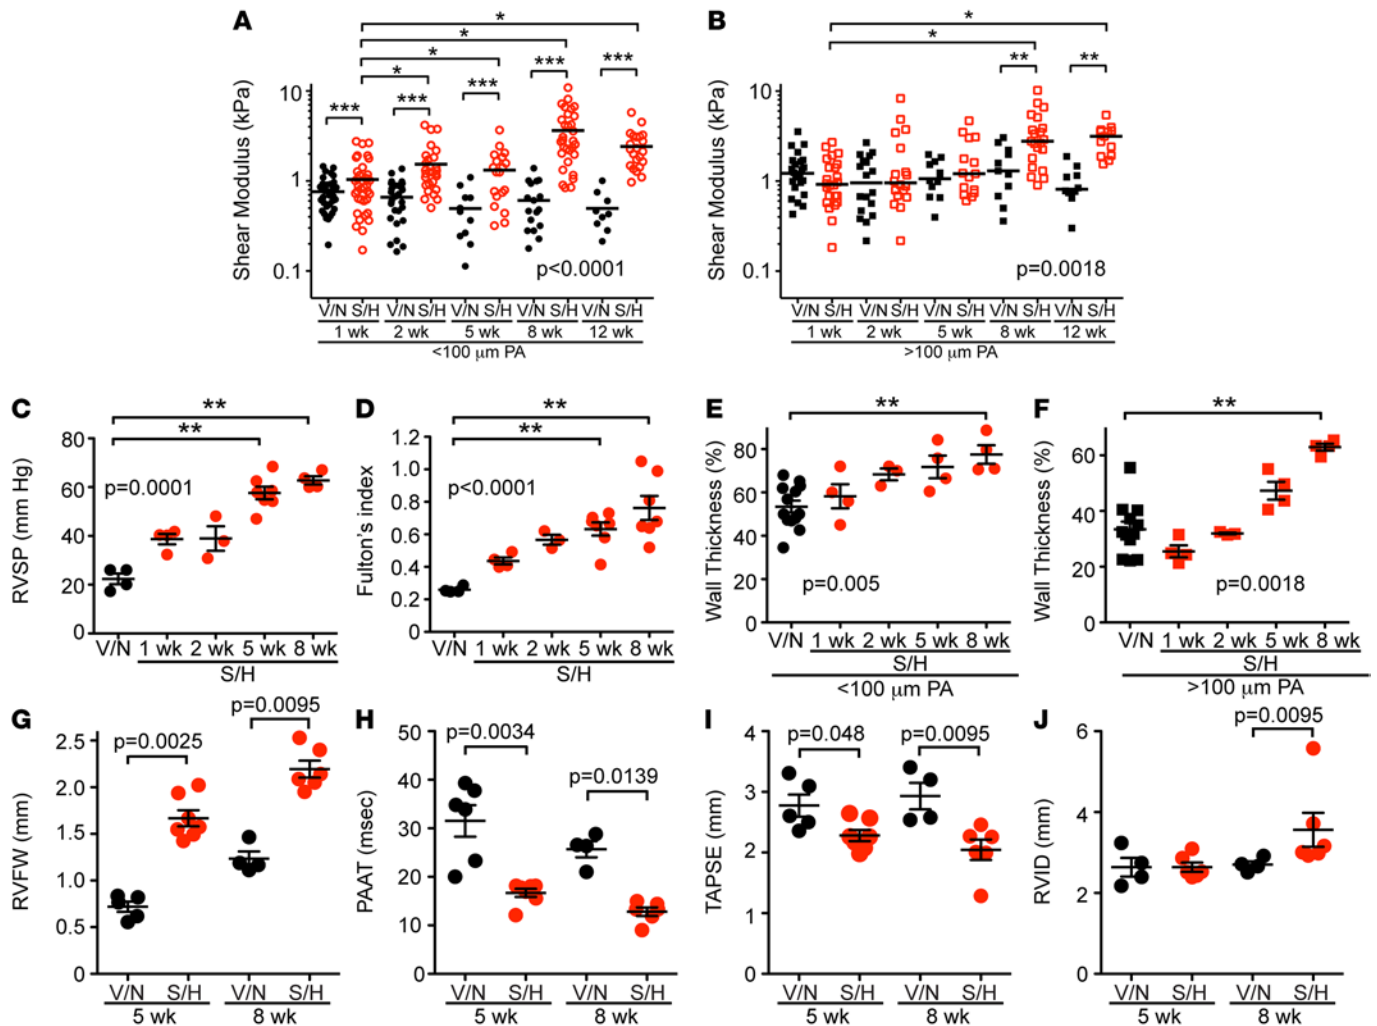 A
B
* *
* *
* *
*
*** *** *** *** ***
** **
Shear Modulus (kPa)
10
1
0.1
p<0.0001
V/N S/H V/N S/H V/N S/H V/N S/H V/N S/H
1 wk 2 wk 5 wk 8 wk 12 wk
<100 μm PA
Shear Modulus (kPa)
10
1
0.1
p=0.0018
V/N S/H V/N S/H V/N S/H V/N S/H V/N S/H
1 wk 2 wk 5 wk 8 wk 12 wk
>100 μm PA
C
**
**
RVSP (mm Hg)
80
60
40
20
0
p=0.0001
V/N 1 wk 2 wk 5 wk 8 wk
S/H
D
**
**
Fulton's index
1.2
1.0
0.8
0.6
0.4
0.2
0
p<0.0001
V/N 1 wk 2 wk 5 wk 8 wk
S/H
E
**
Wall Thickness (%)
80
60
40
20
0
p=0.005
V/N 1 wk 2 wk 5 wk 8 wk
S/H
<100 μm PA
F
**
Wall Thickness (%)
60
40
20
0
p=0.0018
V/N 1 wk 2 wk 5 wk 8 wk
S/H
>100 μm PA
G
RVFW (mm)
2.5
2.0
1.5
1.0
0.5
0
p=0.0025
p=0.0095
V/N S/H V/N S/H
5 wk 8 wk
H
PAAT (msec)
50
40
30
20
10
0
p=0.0034
p=0.0139
V/N S/H V/N S/H
5 wk 8 wk
I
TAPSE (mm)
4
3
2
1
0
p=0.048
p=0.0095
V/N S/H V/N S/H
5 wk 8 wk
J
RVID (mm)
6
4
2
0
p=0.0095
V/N S/H V/N S/H
5 wk 8 wk